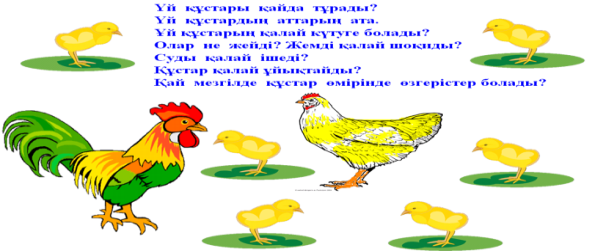 Үй құстары қайда тұрады?
Үй құстардың аттарың ата.
Үй құстарың қалай күтуге болады?
Олар не жейді? Жемді қалай шоқиды?
Суды қалай ішеді?
Құстар қалай ұйықтайды?
Қай мезгілде құстар өмірінде өзгерістер болады?